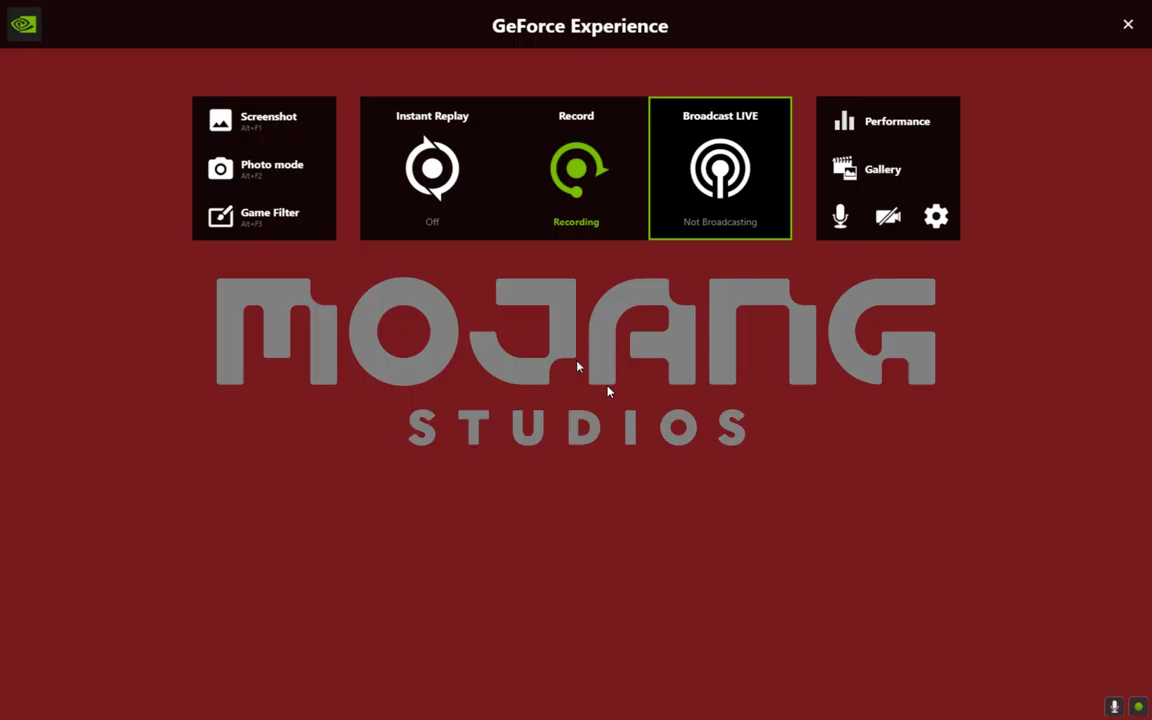 GeForce Experience
Screenshot
Alt+F1
Photo mode
Alt+F2
Game Filter
Alt+F3
Instant Replay
Off
Record
Recording
Broadcast LIVE
Not Broadcasting
Performance
Gallery
MOJANG
STUDIOS